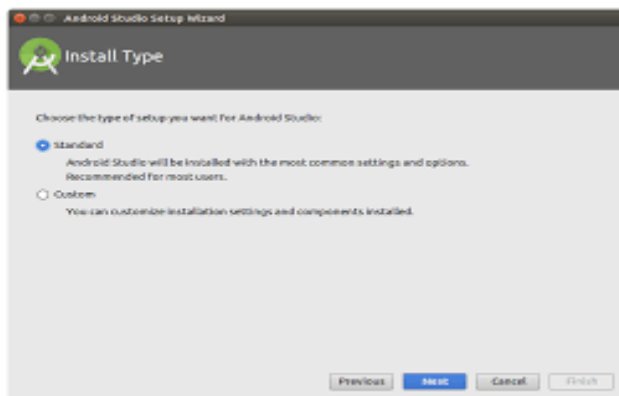 Android Studio Setup Wizard
Install Type
Choose the type of setup you want for Android Studio:
Standard
Android Studio will be installed with the most common settings and options.
Recommended for most users.
Custom
You can customize installation settings and components installed.
Previous Next Cancel Finish